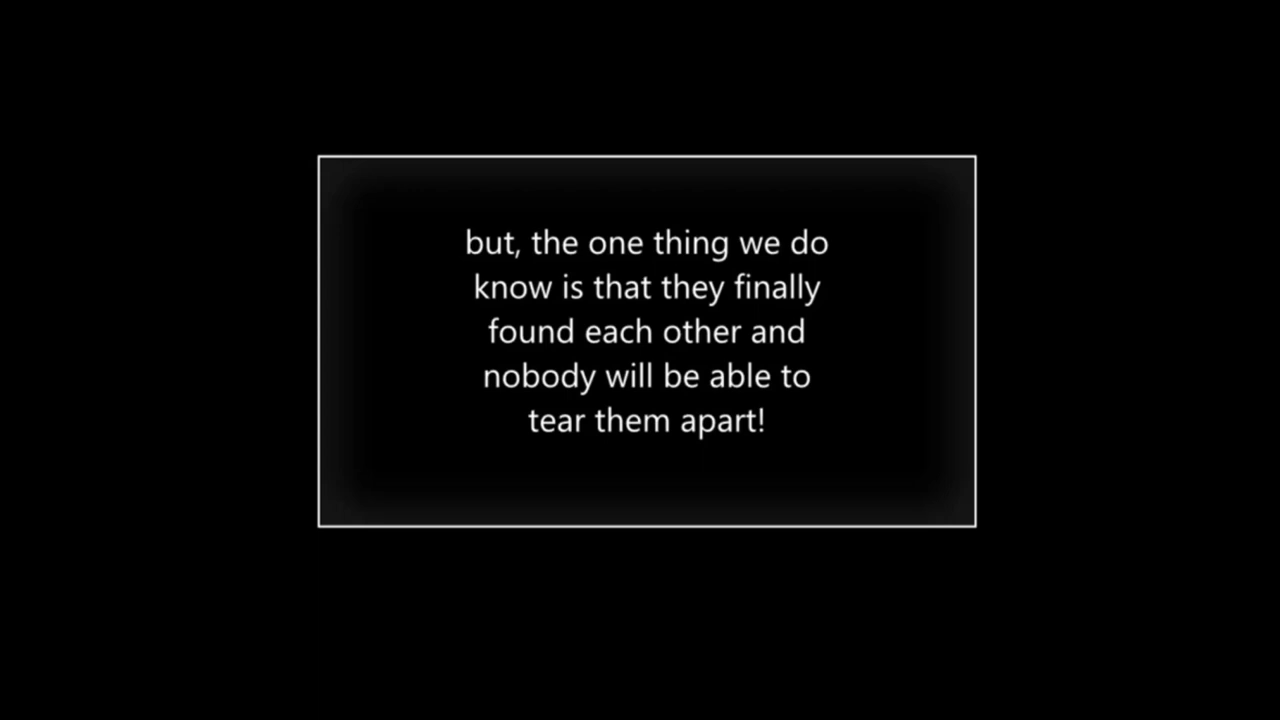 but, the one thing we do
know is that they finally
found each other and
nobody will be able to
tear them apart!